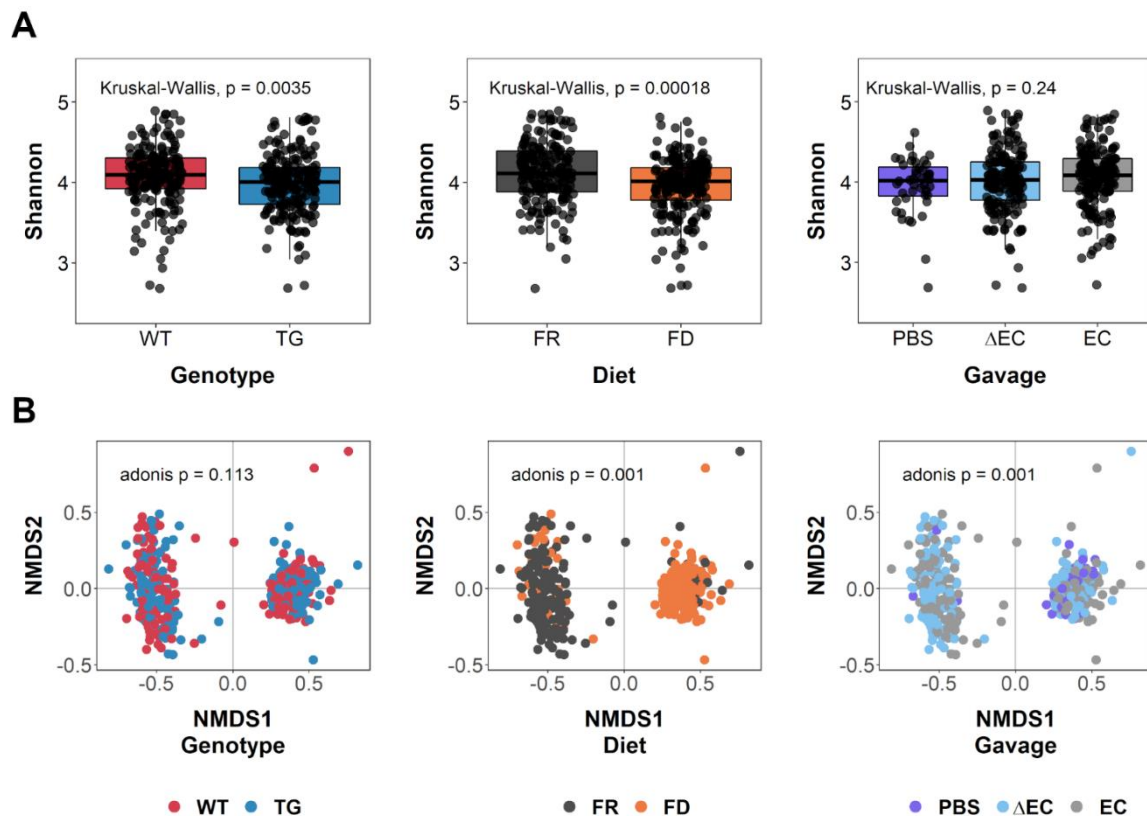 A
Kruskal-Wallis, p = 0.0035
Kruskal-Wallis, p = 0.00018
Kruskal-Wallis, p = 0.24
Shannon
5
4
3
Shannon
5
4
3
Shannon
5
4
3
WT TG
FR FD
PBS ΔEC EC
Genotype
Diet
Gavage
B
adonis p = 0.113
adonis p = 0.001
adonis p = 0.001
NMDS2
0.5
0.0
-0.5
NMDS2
0.5
0.0
-0.5
NMDS2
0.5
0.0
-0.5
-0.5 0.0 0.5
-0.5 0.0 0.5
-0.5 0.0 0.5
NMDS1
Genotype
NMDS1
Diet
NMDS1
Gavage
WT TG
FR FD
PBS ΔEC EC